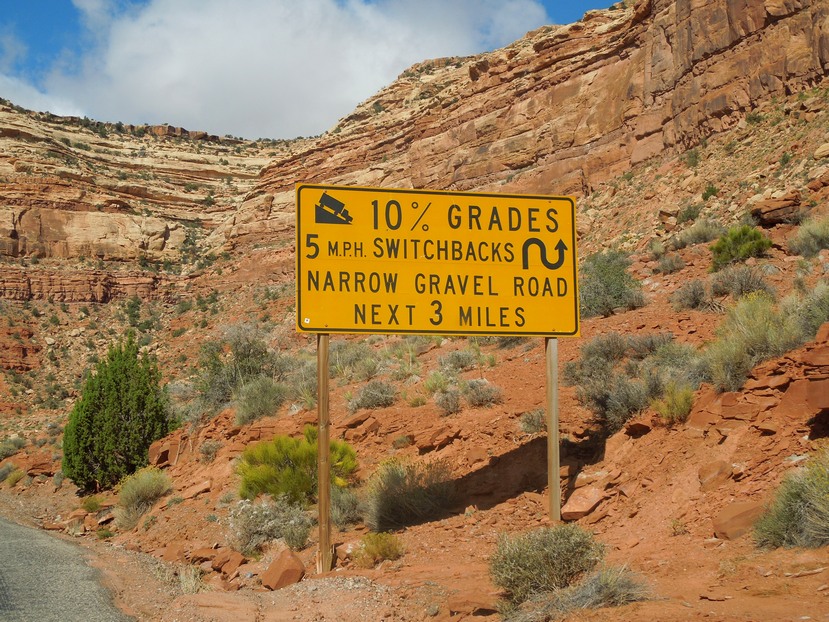 10% GRADES
5 M.P.H. SWITCHBACKS
NARROW GRAVEL ROAD
NEXT 3 MILES